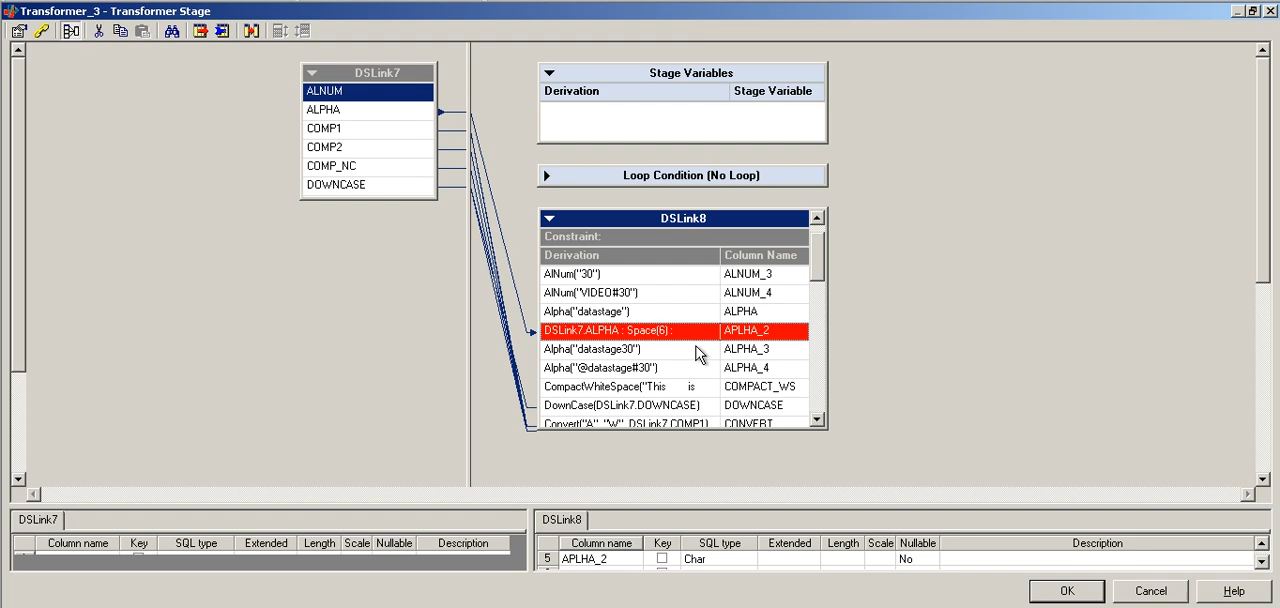 Transformer_3 - Transformer Stage
DSLink7
ALNUM
ALPHA
COMP1
COMP2
COMP_NC
DOWNCASE
Stage Variables
Derivation Stage Variable
Loop Condition (No Loop)
DSLink8
Constraint:
Derivation Column Name
AlNum("30") ALNUM_3
AlNum("VIDEO#30") ALNUM_4
Alpha("datastage") ALPHA
DSLink7.ALPHA : Space(6) : APLHA_2
Alpha("datastage30") ALPHA_3
Alpha("@datastage#30") ALPHA_4
CompactWhiteSpace("This is COMPACT_WS
DownCase(DSLink7.DOWNCASE) DOWNCASE
Convert("A" "W" DSLink7.COMP1) CONVERT
DSLink7
Column name Key SQL type Extended Length Scale Nullable Description
DSLink8
Column name Key SQL type Extended Length Scale Nullable Description
5 APLHA_2 Char No
OK Cancel Help